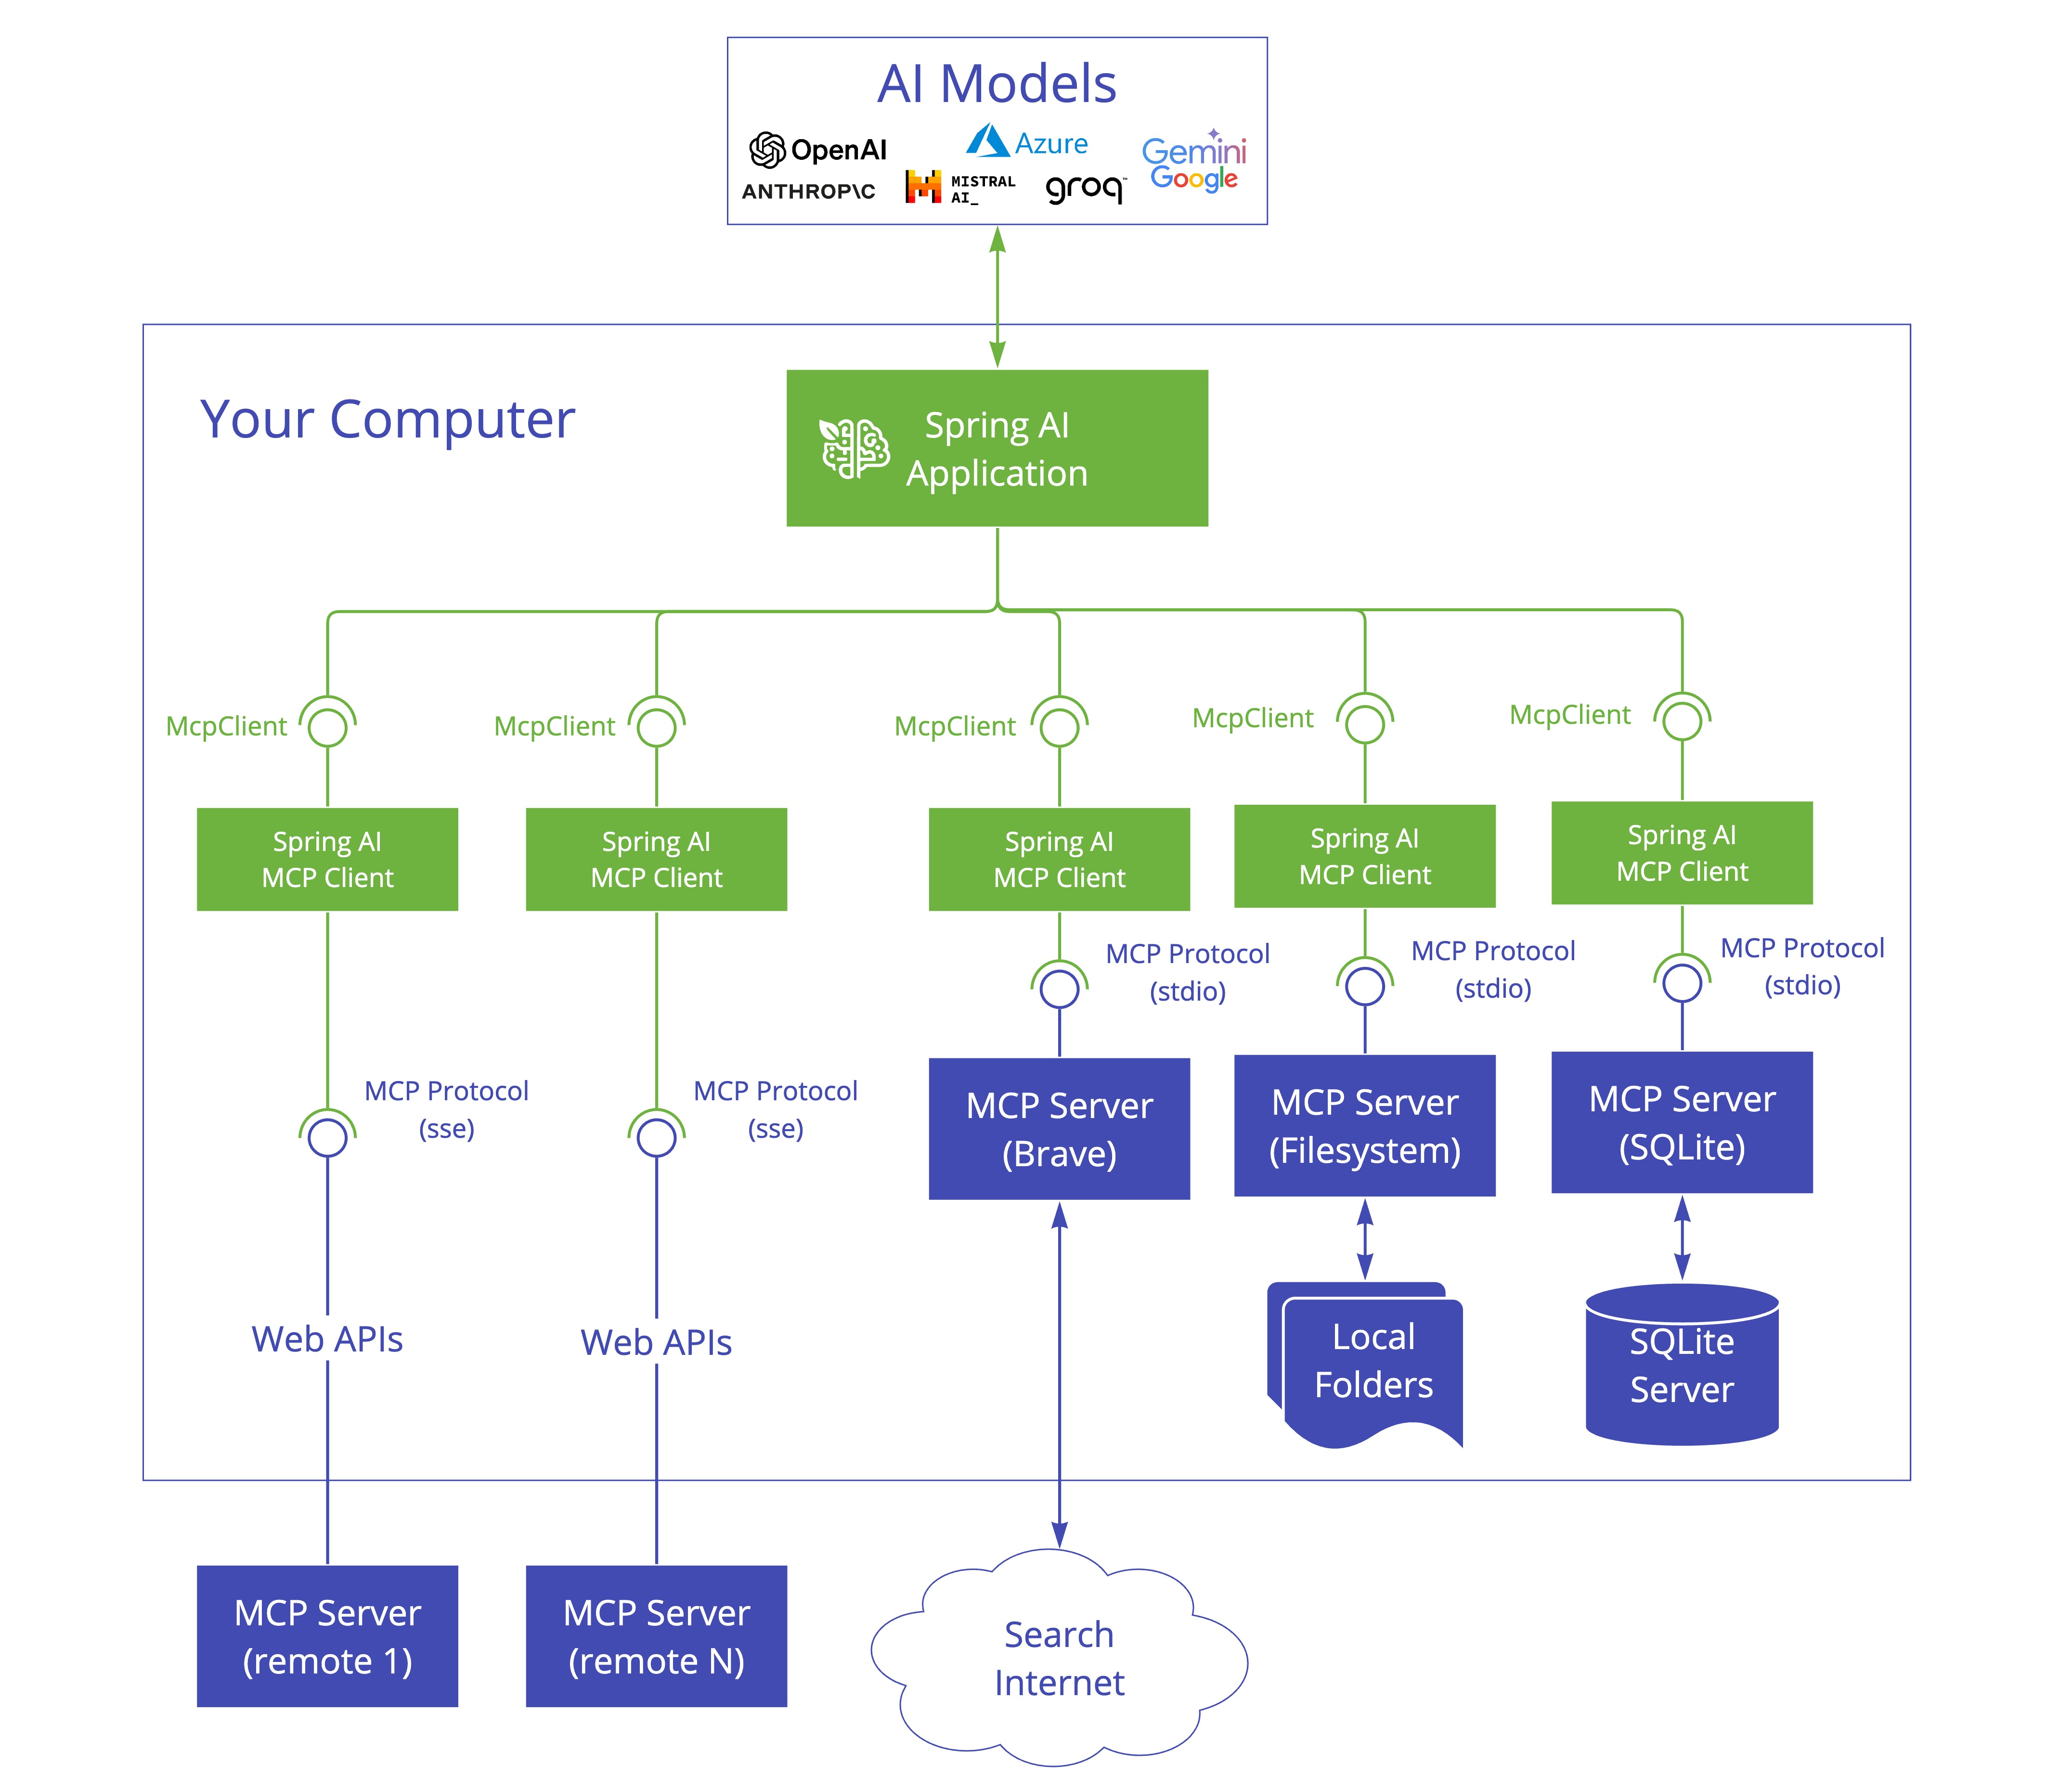 AI Models
OpenAI
Azure
Gemini
Google
ANTHROP\C
MISTRAL
AI_
groq™
Your Computer
Spring AI
Application
McpClient
McpClient
McpClient
McpClient
McpClient
Spring AI
MCP Client
Spring AI
MCP Client
Spring AI
MCP Client
Spring AI
MCP Client
Spring AI
MCP Client
MCP Protocol
(sse)
MCP Protocol
(sse)
MCP Protocol
(stdio)
MCP Protocol
(stdio)
MCP Protocol
(stdio)
MCP Server
(Brave)
MCP Server
(Filesystem)
MCP Server
(SQLite)
Web APIs
Web APIs
Local
Folders
SQLite
Server
MCP Server
(remote 1)
MCP Server
(remote N)
Search
Internet